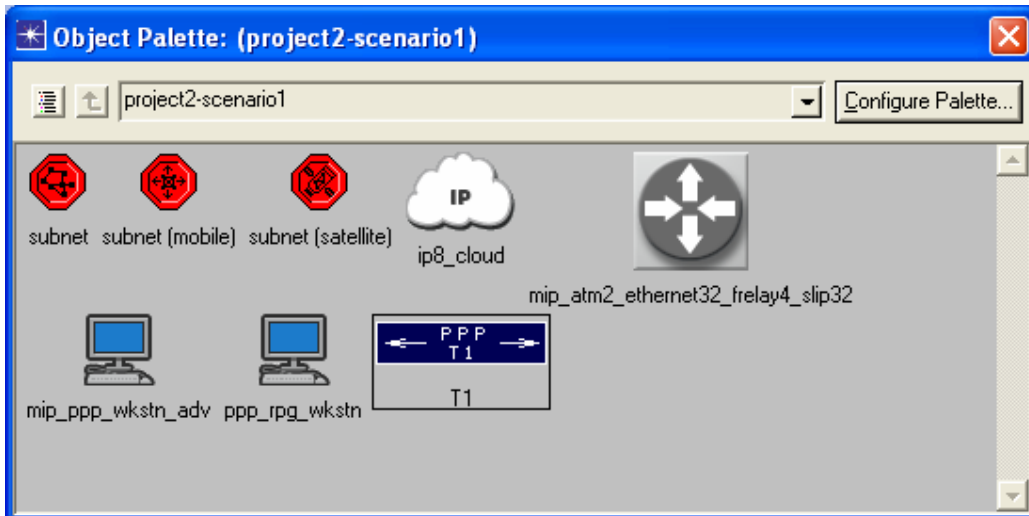 Object Palette: (project2-scenario1)
project2-scenario1
Configure Palette...
IP
subnet
subnet (mobile)
subnet (satellite)
ip8_cloud
mip_atm2_ethernet32_frelay4_slip32
PPP
T1
mip_ppp_wkstn_adv
ppp_rpg_wkstn
T1